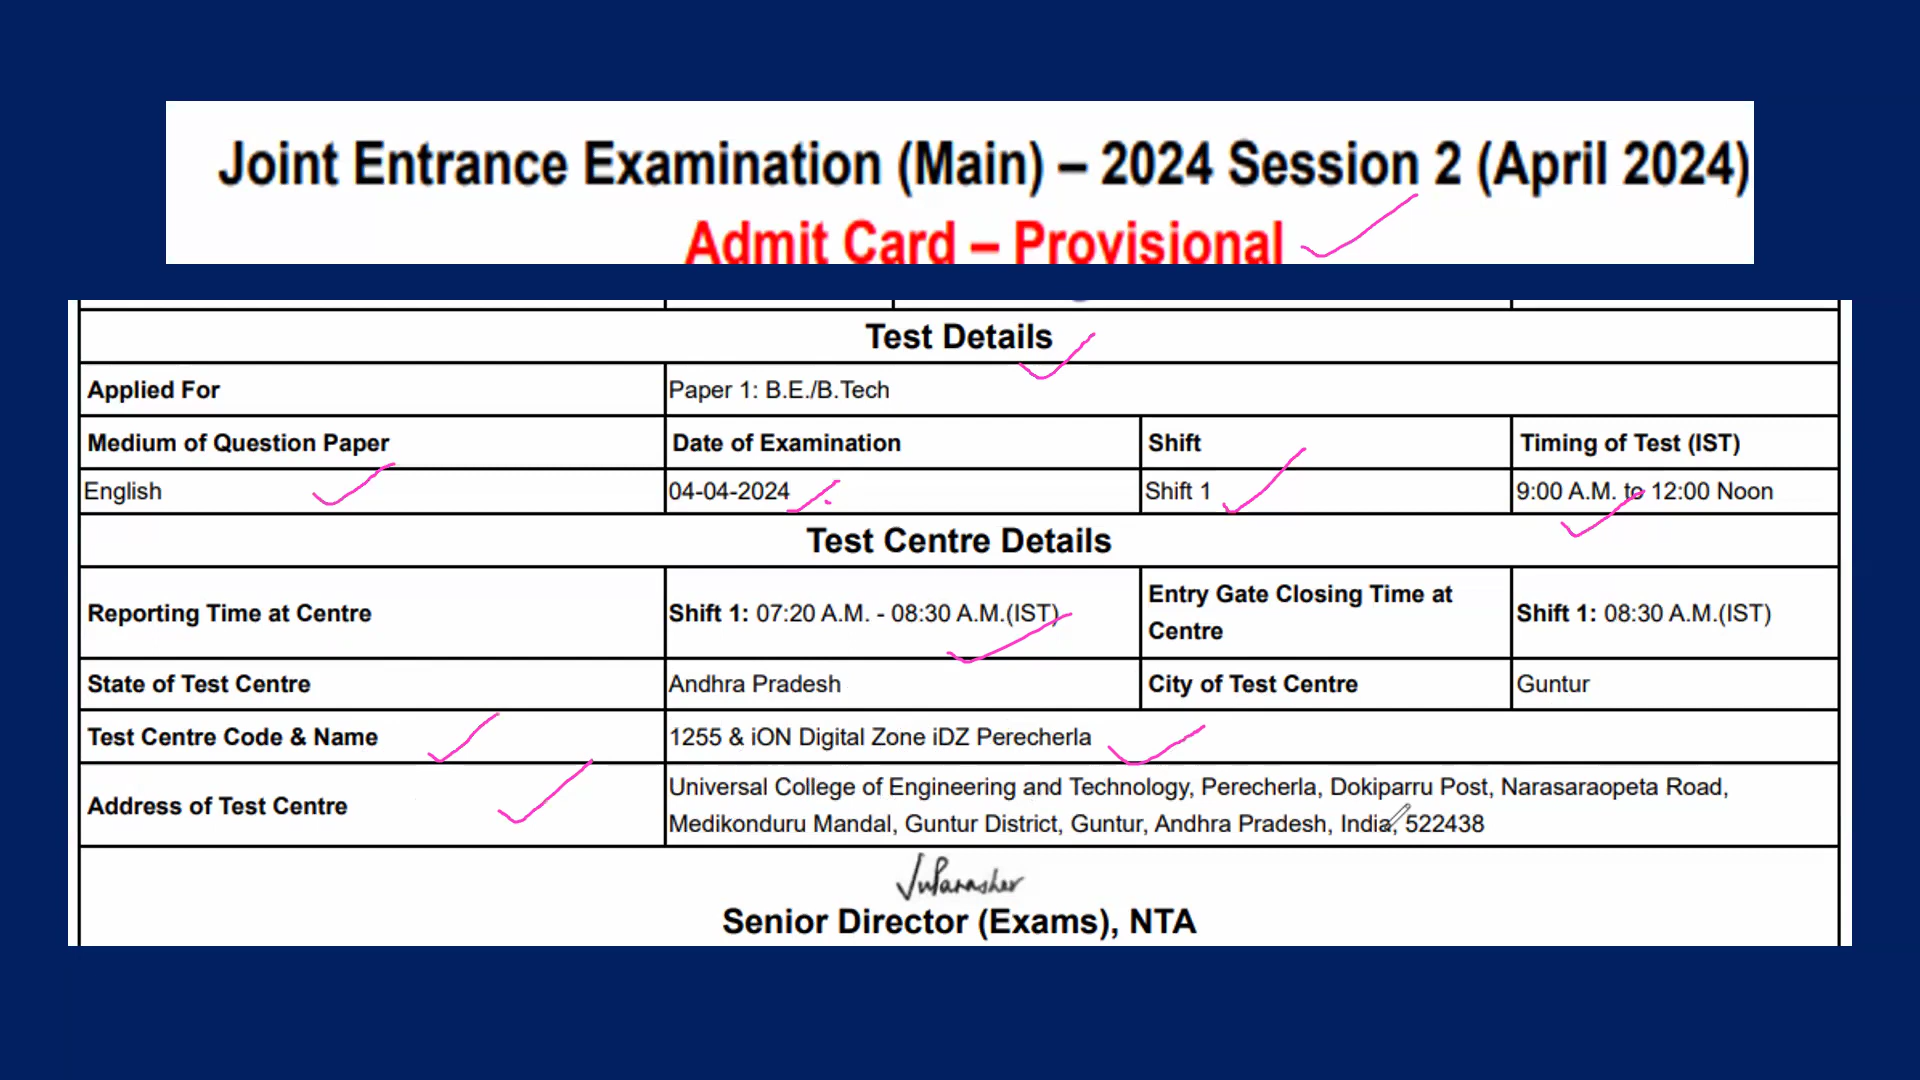 Joint Entrance Examination (Main) – 2024 Session 2 (April 2024)
Admit Card – Provisional
Test Details
Applied For Paper 1: B.E./B.Tech
Medium of Question Paper Date of Examination Shift Timing of Test (IST)
English 04-04-2024 Shift 1 9:00 A.M. to 12:00 Noon
Test Centre Details
Reporting Time at Centre Shift 1: 07:20 A.M. - 08:30 A.M.(IST) Entry Gate Closing Time at
Centre Shift 1: 08:30 A.M.(IST)
State of Test Centre Andhra Pradesh City of Test Centre Guntur
Test Centre Code & Name 1255 & iON Digital Zone iDZ Perecherla
Address of Test Centre Universal College of Engineering and Technology, Perecherla, Dokiparru Post, Narasaraopeta Road,
Medikonduru Mandal, Guntur District, Guntur, Andhra Pradesh, India, 522438
Senior Director (Exams), NTA